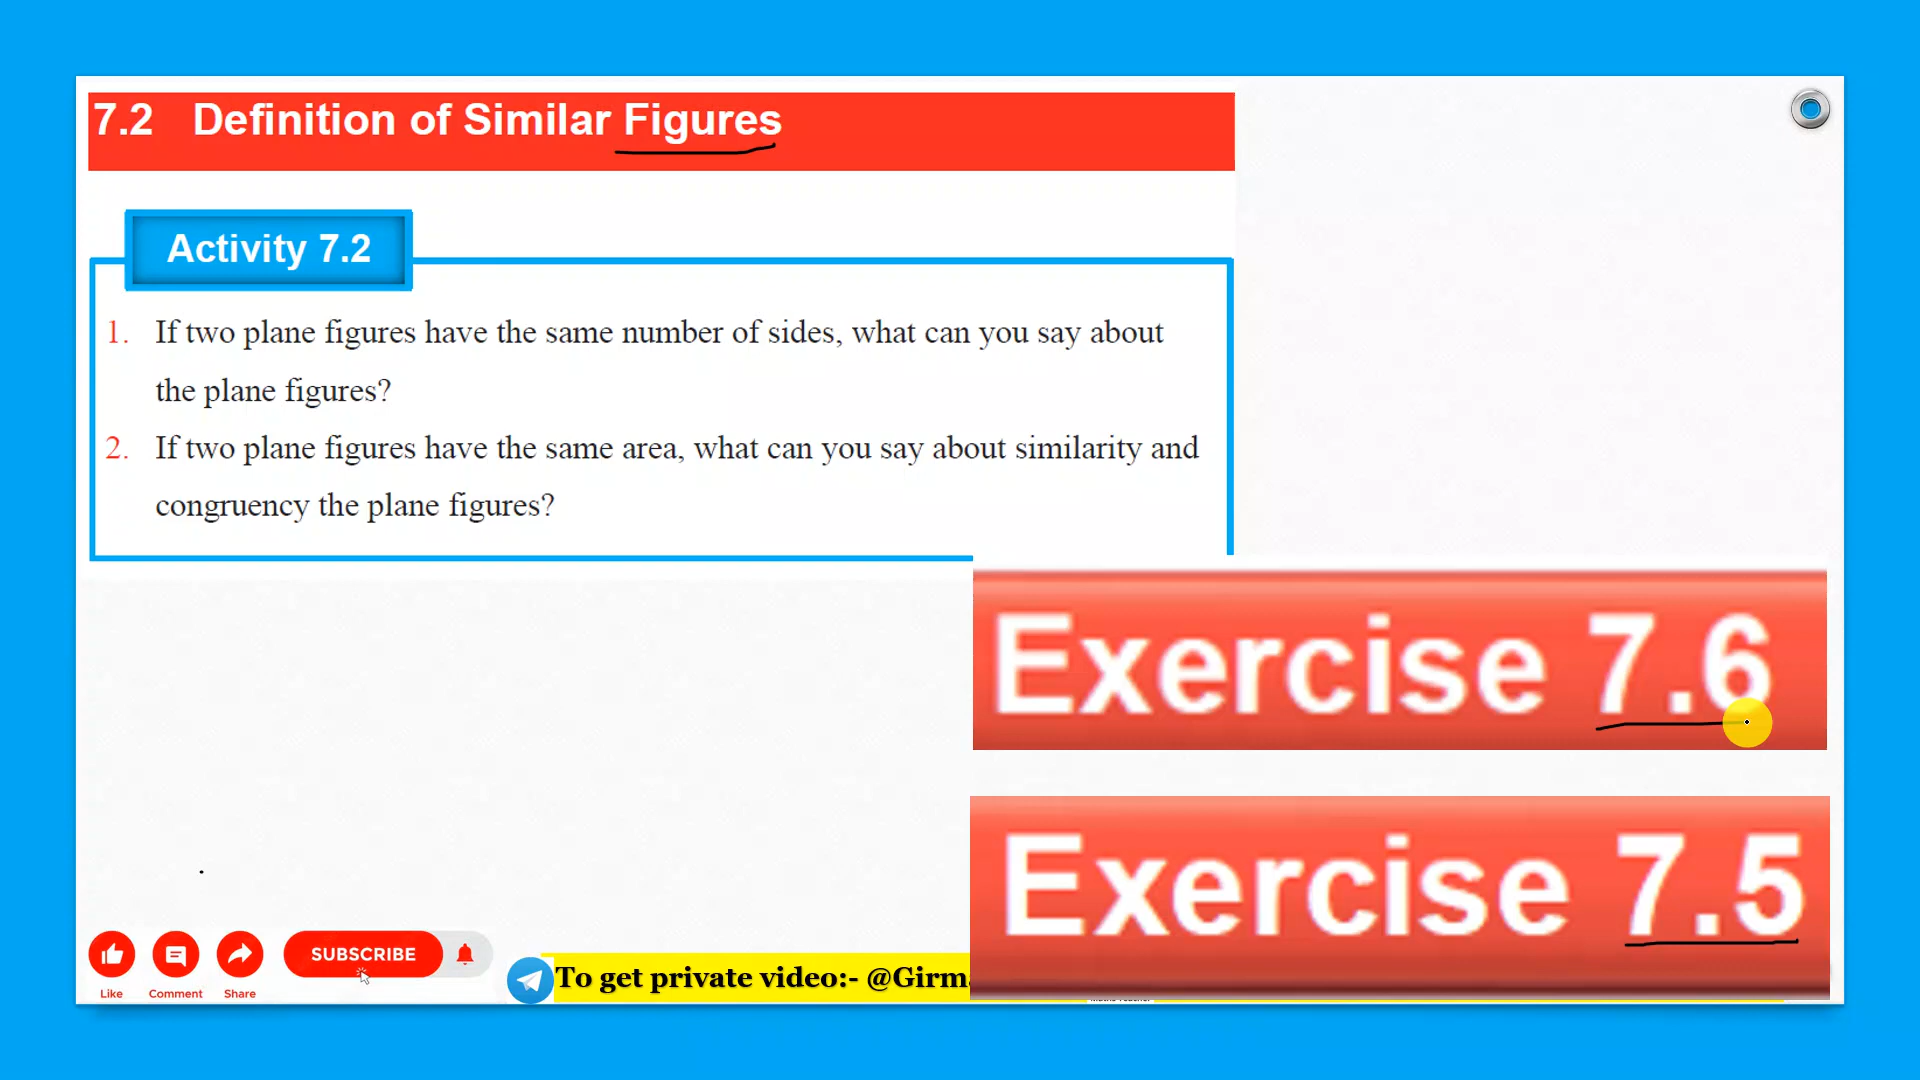 7.2 Definition of Similar Figures
Activity 7.2
1. If two plane figures have the same number of sides, what can you say about
the plane figures?
2. If two plane figures have the same area, what can you say about similarity and
congruency the plane figures?
Exercise 7.6
Exercise 7.5
SUBSCRIBE
Like Comment Share
To get private video:- @Girma